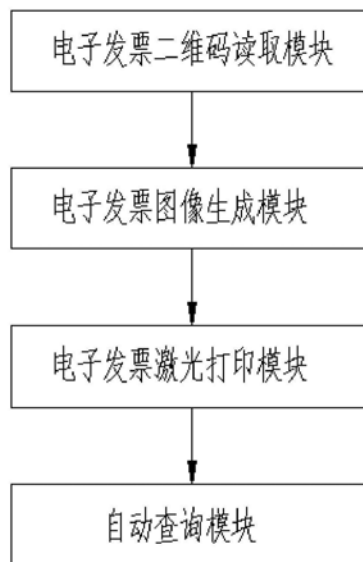 电子发票二维码读取模块
电子发票图像生成模块
电子发票激光打印模块
自动查询模块